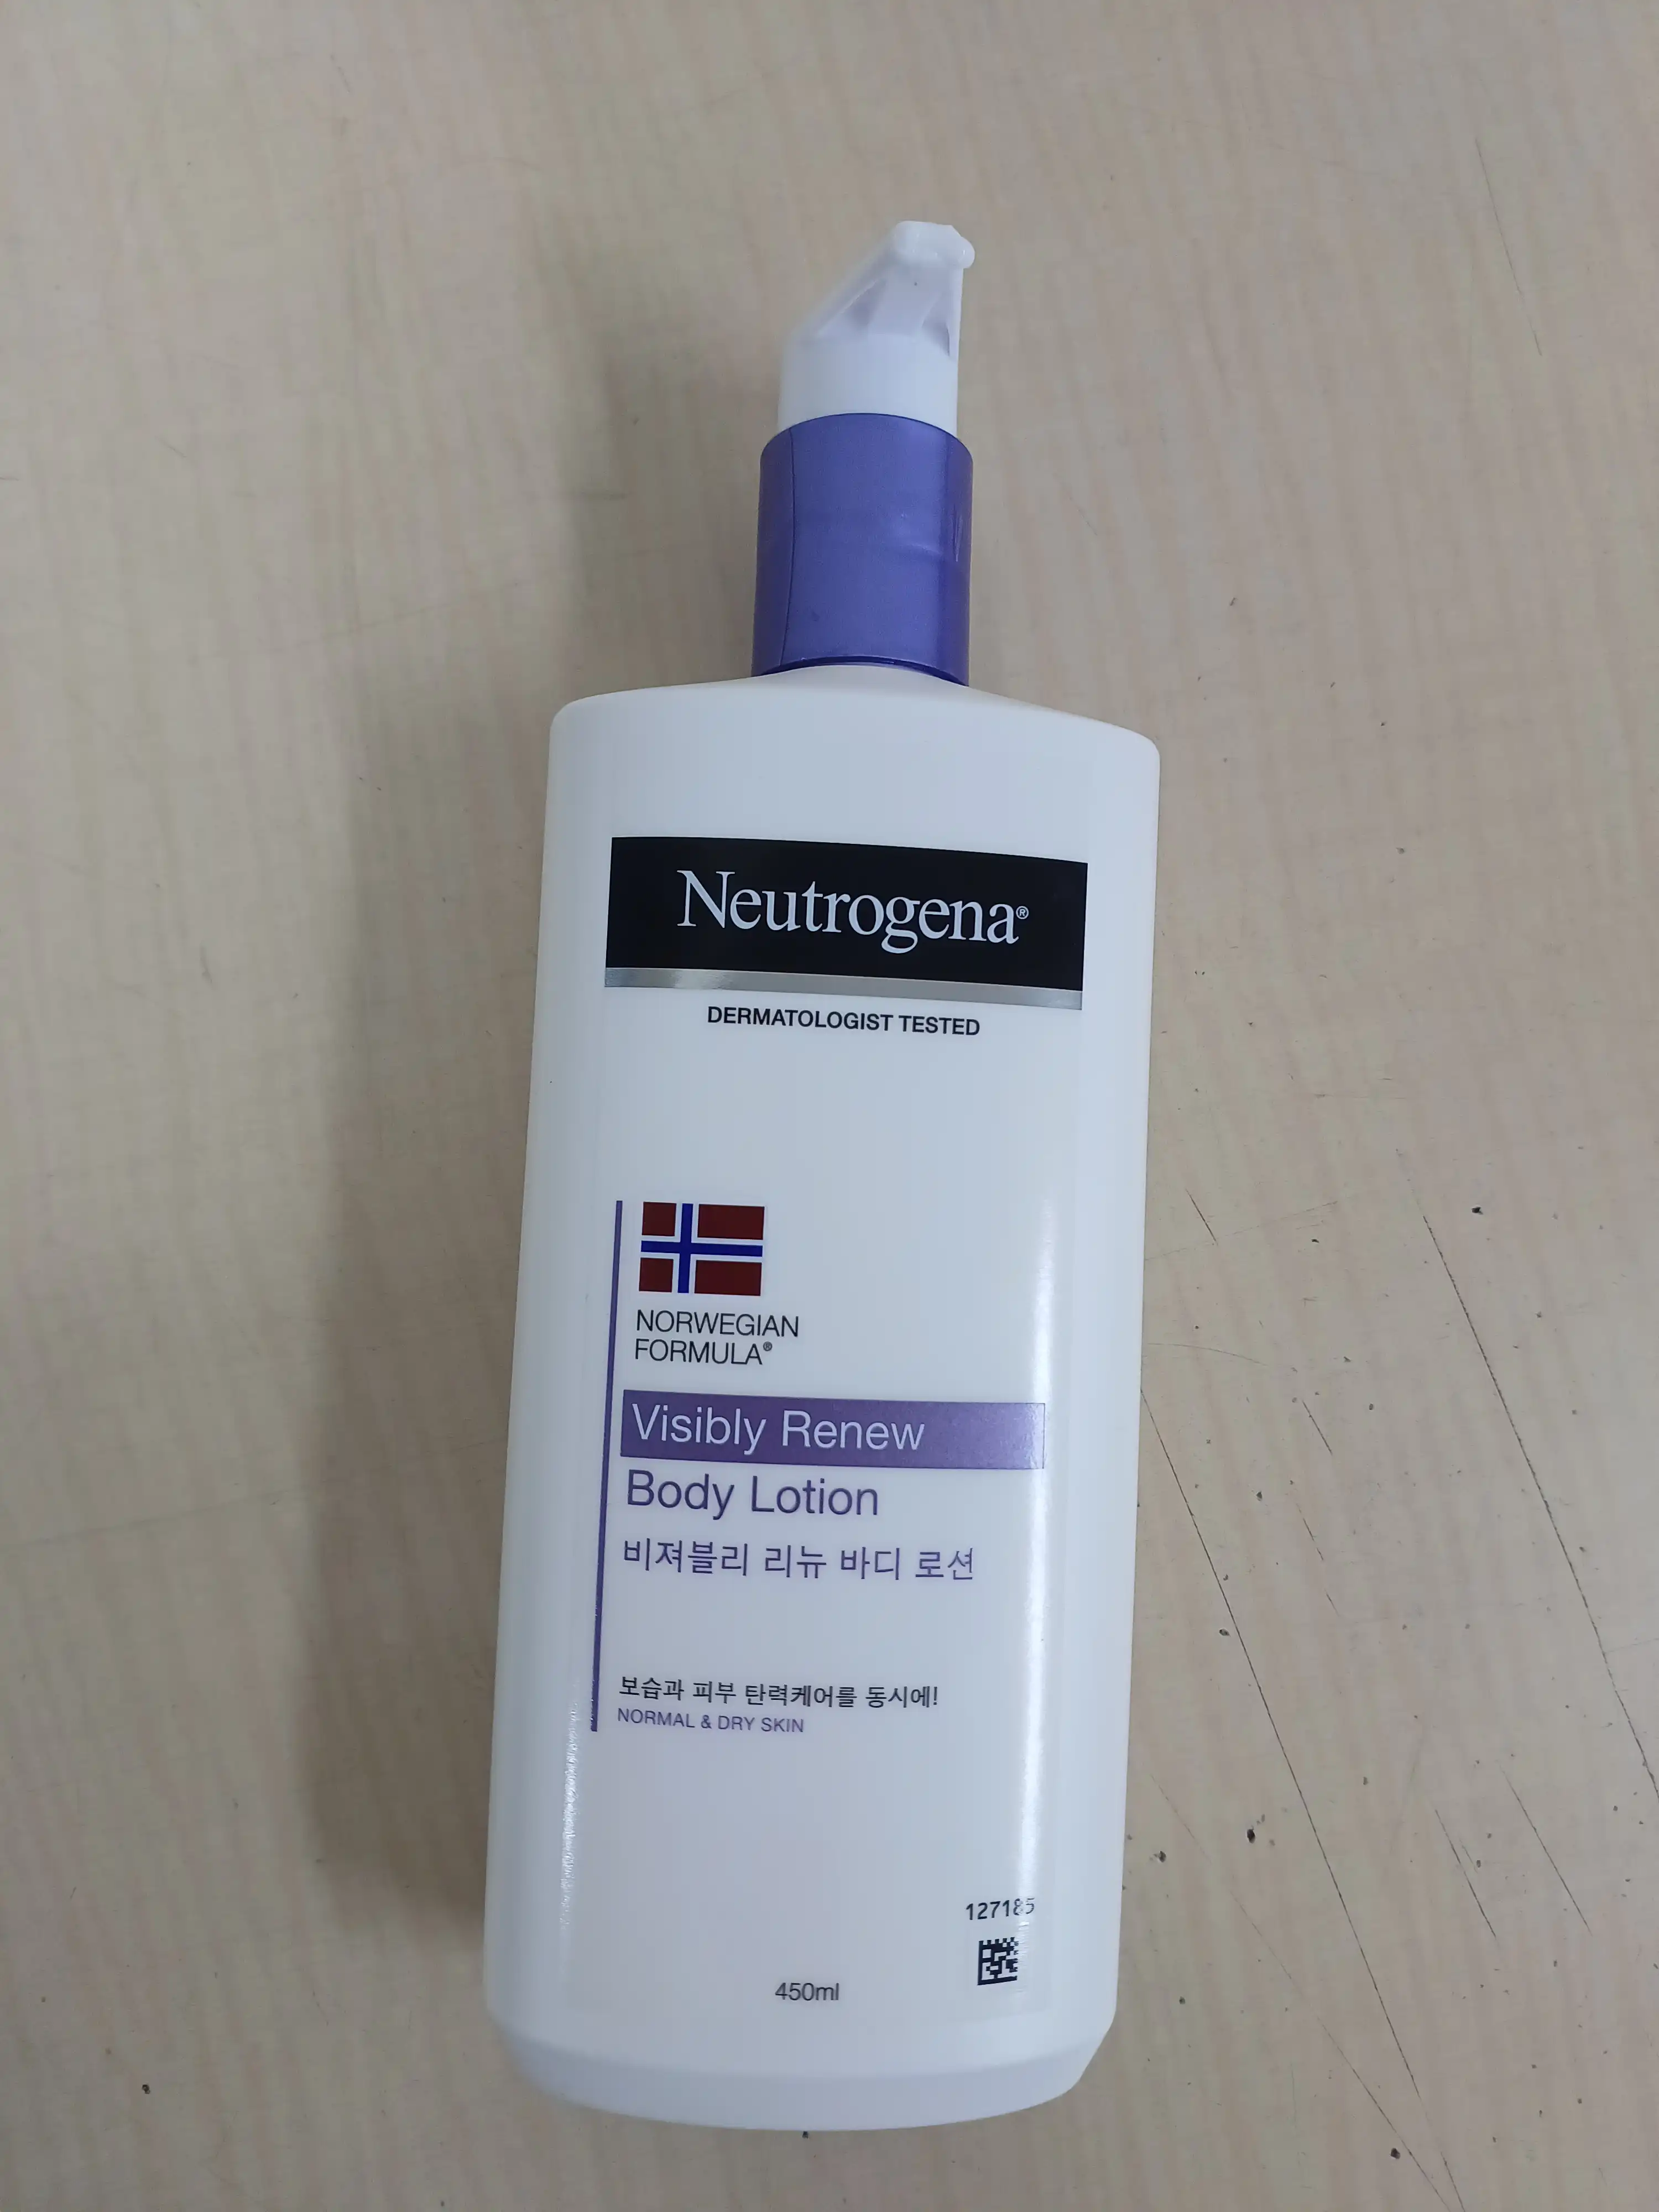 Neutrogena®
DERMATOLOGIST TESTED
NORWEGIAN
FORMULA®
Visibly Renew
Body Lotion
비져블리 리뉴 바디 로션
보습과 피부 탄력케어를 동시에!
NORMAL & DRY SKIN
127185
450ml